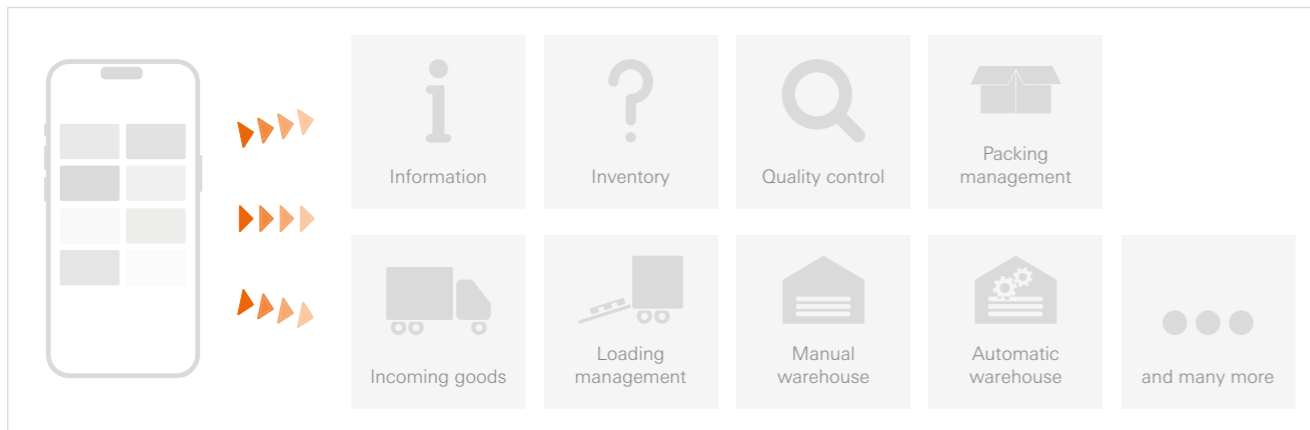 Information
Inventory
Quality control
Packing
management
Incoming goods
Loading
management
Manual
warehouse
Automatic
warehouse
and many more